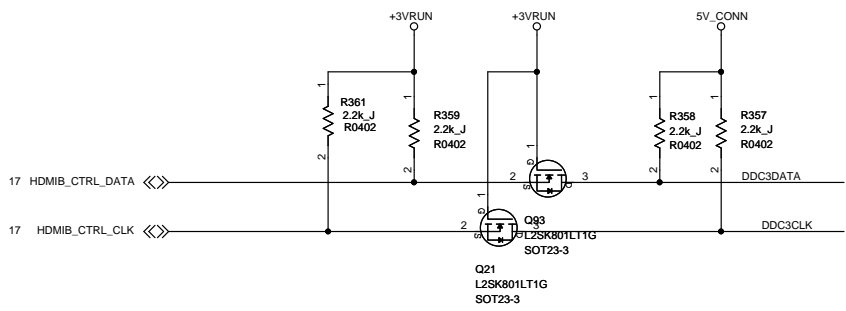 +3VRUN
+3VRUN
5V_CONN
1
R361
2.2k_J
R0402
2
1
R359
2.2k_J
R0402
2
1
R358
2.2k_J
R0402
2
1
R357
2.2k_J
R0402
2
17 HDMIB_CTRL_DATA
2
1
G
S
D
3
DDC3DATA
17 HDMIB_CTRL_CLK
2
1
G
S
D
3
DDC3CLK
Q93
L2SK801LT1G
SOT23-3
Q21
L2SK801LT1G
SOT23-3